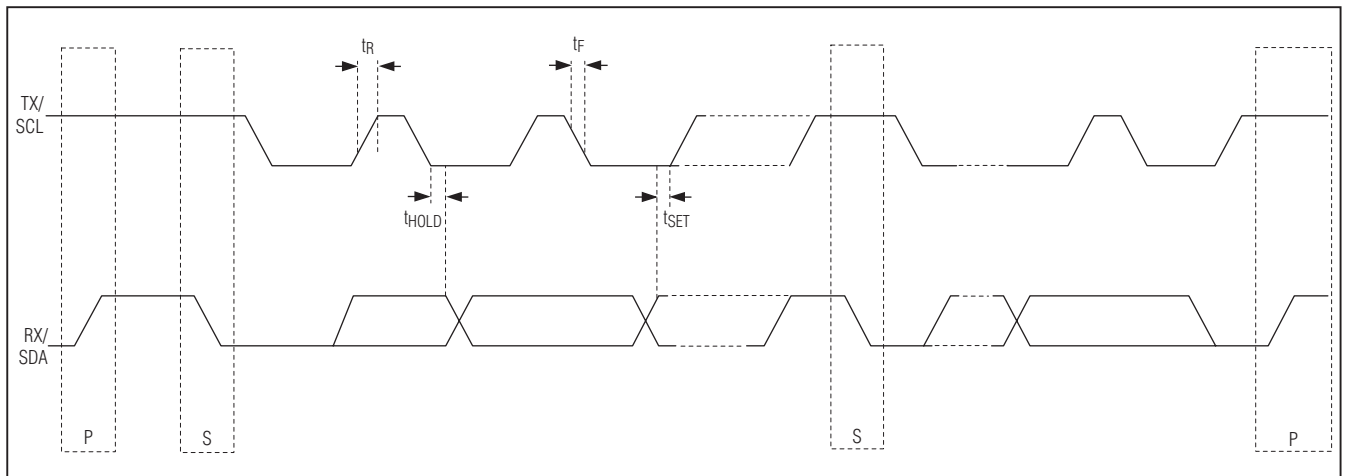 tR
tF
TX/
SCL
tHOLD
tSET
RX/
SDA
P
S
S
P